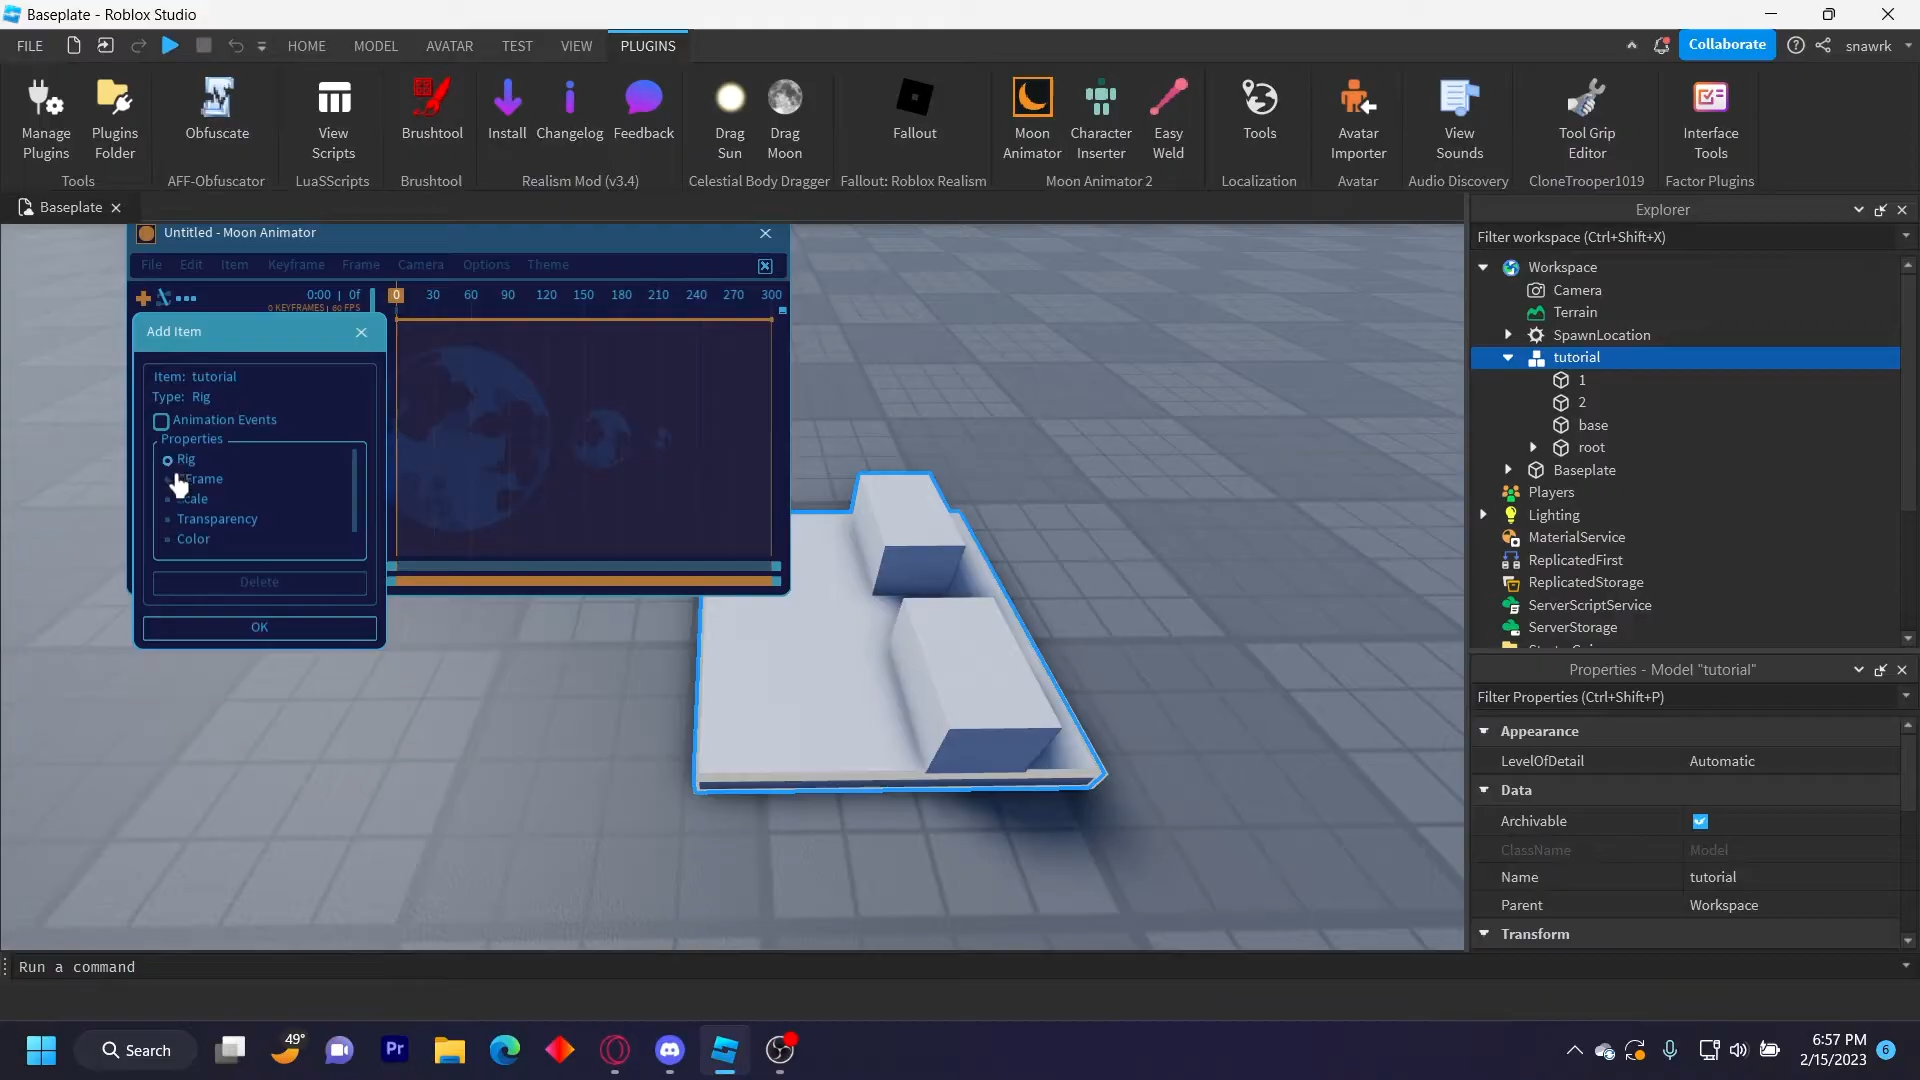 Baseplate - Roblox Studio
FILE HOME MODEL AVATAR TEST VIEW PLUGINS Collaborate snawrk
Manage Plugins
Plugins Folder
Obfuscate
View Scripts
Brushtool
Install
Changelog
Feedback
Drag Sun
Drag Moon
Fallout
Moon Animator
Character Inserter
Easy Weld
Tools
Avatar Importer
View Sounds
Tool Grip Editor
Interface Tools
Tools AFF-Obfuscator LuaSScripts Brushtool Realism Mod (v3.4) Celestial Body Dragger Fallout: Roblox Realism Moon Animator 2 Localization Avatar Audio Discovery CloneTrooper1019 Factor Plugins
Baseplate
Untitled - Moon Animator
File Edit Item Keyframe Frame Camera Options Theme
0:00 | 0f 0 30 60 90 120 150 180 210 240 270 300
0 KEYFRAMES | 60 FPS
Add Item
Item: tutorial
Type: Rig
Animation Events
Properties
Rig
Transparency
Color
Delete
OK
Explorer
Filter workspace (Ctrl+Shift+X)
Workspace
Camera
Terrain
SpawnLocation
tutorial
1
2
base
root
Baseplate
Players
Lighting
MaterialService
ReplicatedFirst
ReplicatedStorage
ServerScriptService
ServerStorage
Properties - Model "tutorial"
Filter Properties (Ctrl+Shift+P)
Appearance
LevelOfDetail Automatic
Data
Archivable
ClassName Model
Name tutorial
Parent Workspace
Transform
Run a command
Search
49°
Pr
6:57 PM
2/15/2023
6